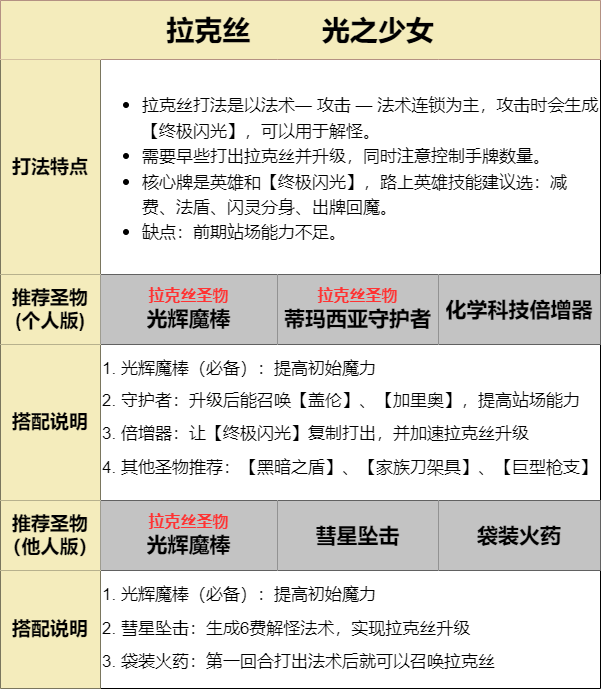 拉克丝 光之少女
打法特点
• 拉克丝打法是以法术— 攻击 — 法术连锁为主，攻击时会生成
【终极闪光】，可以用于解怪。
• 需要早些打出拉克丝并升级，同时注意控制手牌数量。
• 核心牌是英雄和【终极闪光】，路上英雄技能建议选：减
费、法盾、闪灵分身、出牌回魔。
• 缺点：前期站场能力不足。
推荐圣物
(个人版)
拉克丝圣物
光辉魔棒
拉克丝圣物
蒂玛西亚守护者
化学科技倍增器
搭配说明
1. 光辉魔棒（必备）：提高初始魔力
2. 守护者：升级后能召唤【盖伦】、【加里奥】，提高站场能力
3. 倍增器：让【终极闪光】复制打出，并加速拉克丝升级
4. 其他圣物推荐：【黑暗之盾】、【家族刀架具】、【巨型枪支】
推荐圣物
（他人版）
拉克丝圣物
光辉魔棒
彗星坠击
袋装火药
搭配说明
1. 光辉魔棒（必备）：提高初始魔力
2. 彗星坠击：生成6费解怪法术，实现拉克丝升级
3. 袋装火药：第一回合打出法术后就可以召唤拉克丝